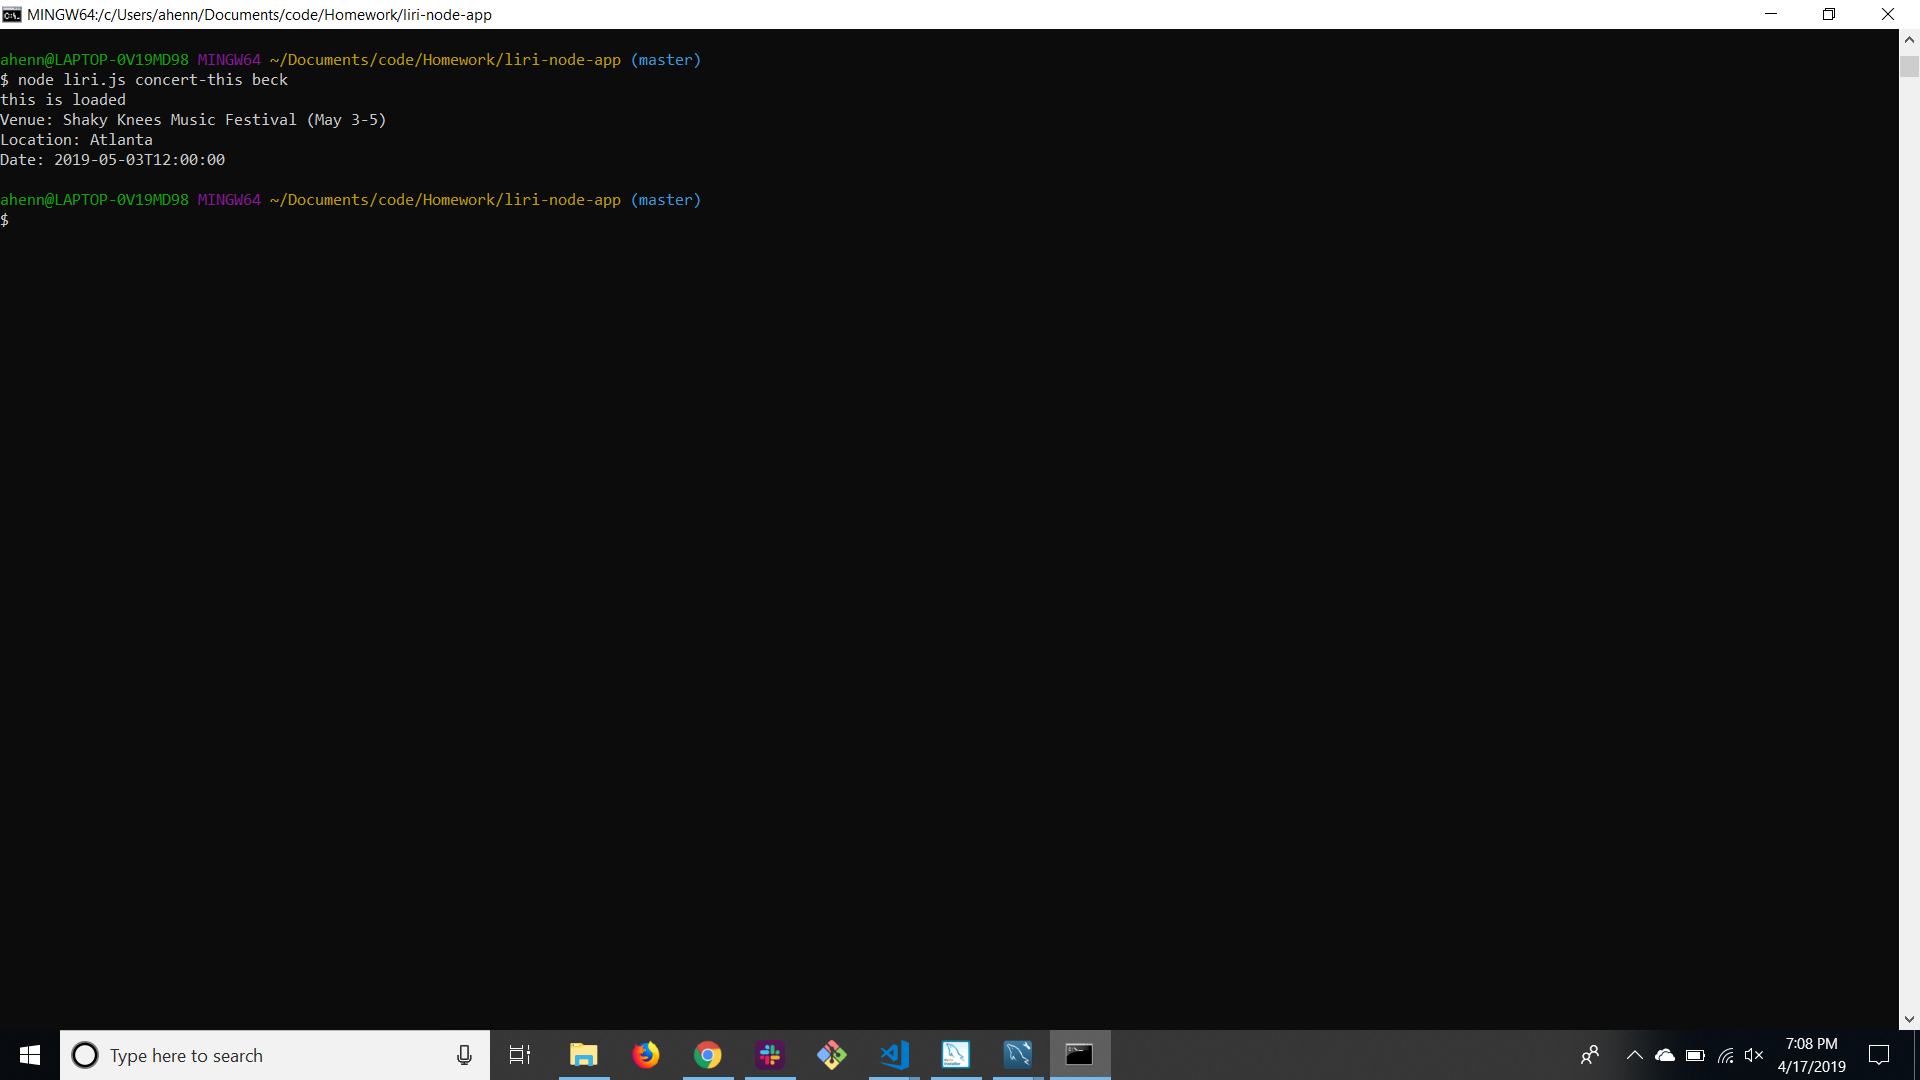 MINGW64:/c/Users/ahenn/Documents/code/Homework/liri-node-app
ahenn@LAPTOP-0V19MD98 MINGW64 ~/Documents/code/Homework/liri-node-app (master)
$ node liri.js concert-this beck
this is loaded
Venue: Shaky Knees Music Festival (May 3-5)
Location: Atlanta
Date: 2019-05-03T12:00:00
ahenn@LAPTOP-0V19MD98 MINGW64 ~/Documents/code/Homework/liri-node-app (master)
$
Type here to search
7:08 PM
4/17/2019